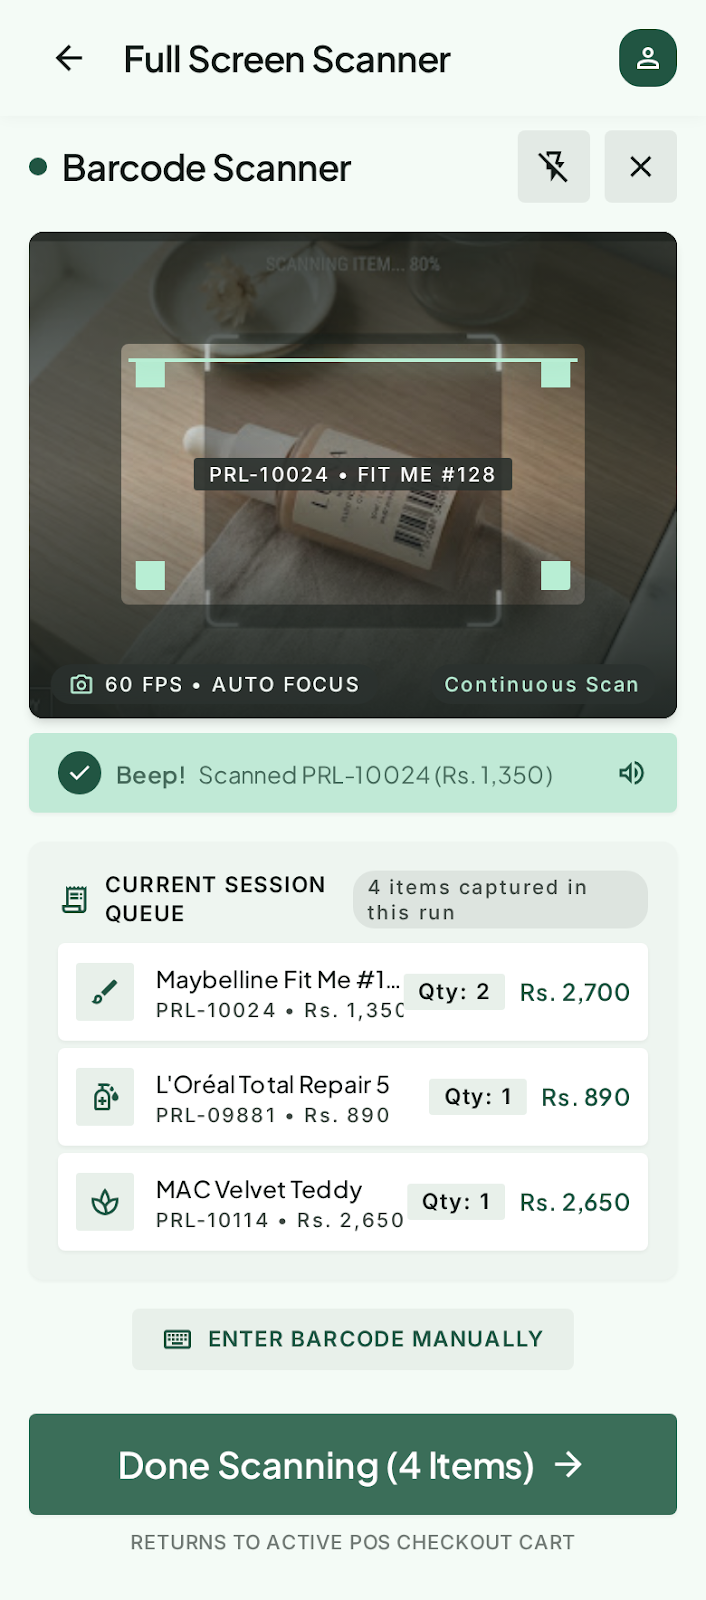 Full Screen Scanner
Barcode Scanner
SCANNING ITEM... 80%
PRL-10024 • FIT ME #128
60 FPS • AUTO FOCUS
Continuous Scan
Beep! Scanned PRL-10024 (Rs. 1,350)
CURRENT SESSION
QUEUE
4 items captured in
this run
Maybelline Fit Me #1...
PRL-10024 • Rs. 1,350
Qty: 2
Rs. 2,700
L'Oréal Total Repair 5
PRL-09881 • Rs. 890
Qty: 1
Rs. 890
MAC Velvet Teddy
PRL-10114 • Rs. 2,650
Qty: 1
Rs. 2,650
ENTER BARCODE MANUALLY
Done Scanning (4 Items)
RETURNS TO ACTIVE POS CHECKOUT CART